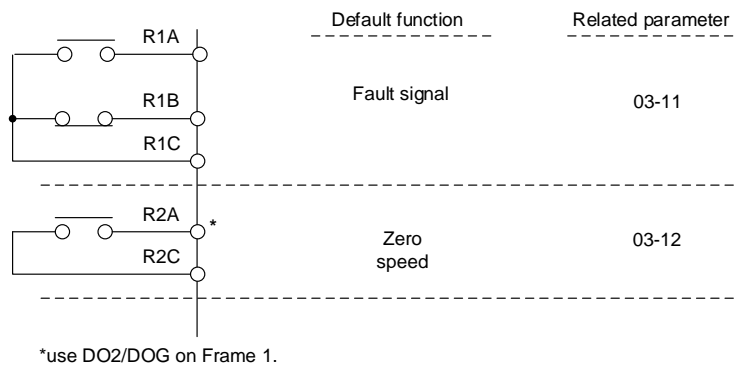 Default function Related parameter
R1A
R1B Fault signal 03-11
R1C
R2A * Zero speed 03-12
R2C
*use DO2/DOG on Frame 1.